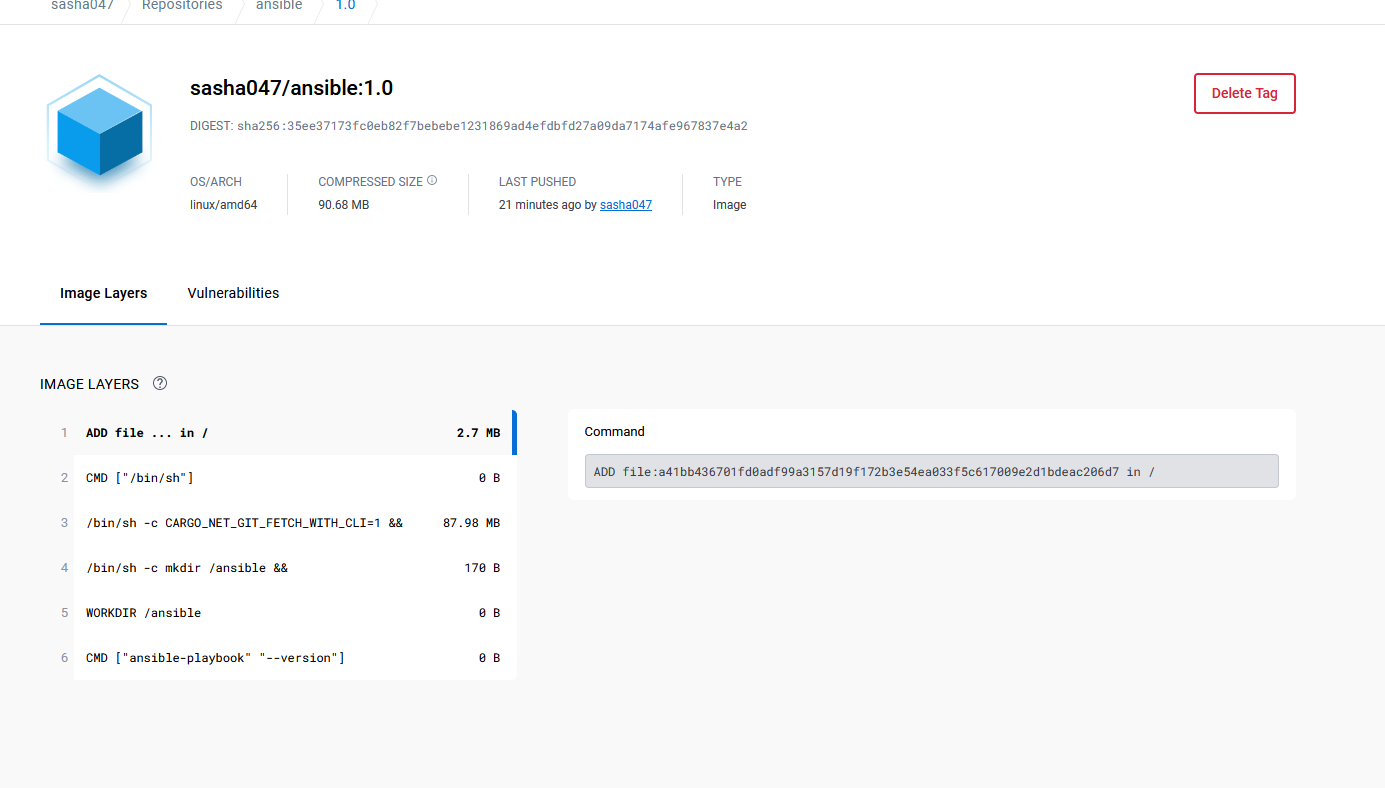 sasha047 Repositories ansible 1.0
sasha047/ansible:1.0
Delete Tag
DIGEST: sha256:35ee37173fc0eb82f7bebebe1231869ad4efdbfd27a09da7174afe967837e4a2
OS/ARCH COMPRESSED SIZE LAST PUSHED TYPE
linux/amd64 90.68 MB 21 minutes ago by sasha047 Image
Image Layers Vulnerabilities
IMAGE LAYERS
1 ADD file ... in / 2.7 MB
2 CMD ["/bin/sh"] 0 B
3 /bin/sh -c CARGO_NET_GIT_FETCH_WITH_CLI=1 && 87.98 MB
4 /bin/sh -c mkdir /ansible && 170 B
5 WORKDIR /ansible 0 B
6 CMD ["ansible-playbook" "--version"] 0 B
Command
ADD file:a41bb436701fd0adf99a3157d19f172b3e54ea033f5c617009e2d1bdeac206d7 in /